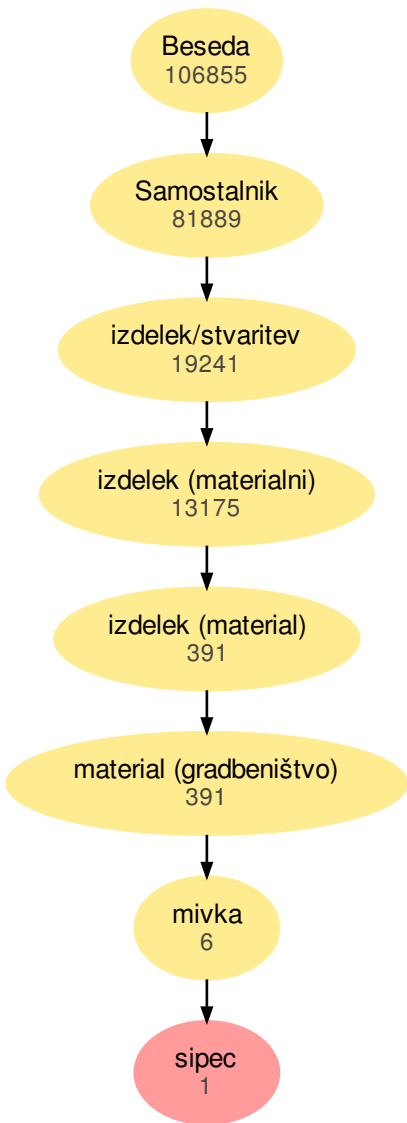 Beseda
106855
Samostalnik
81889
izdelek/stvaritev
19241
izdelek (materialni)
13175
izdelek (material)
391
material (gradbeništvo)
391
mivka
6
sipec
1